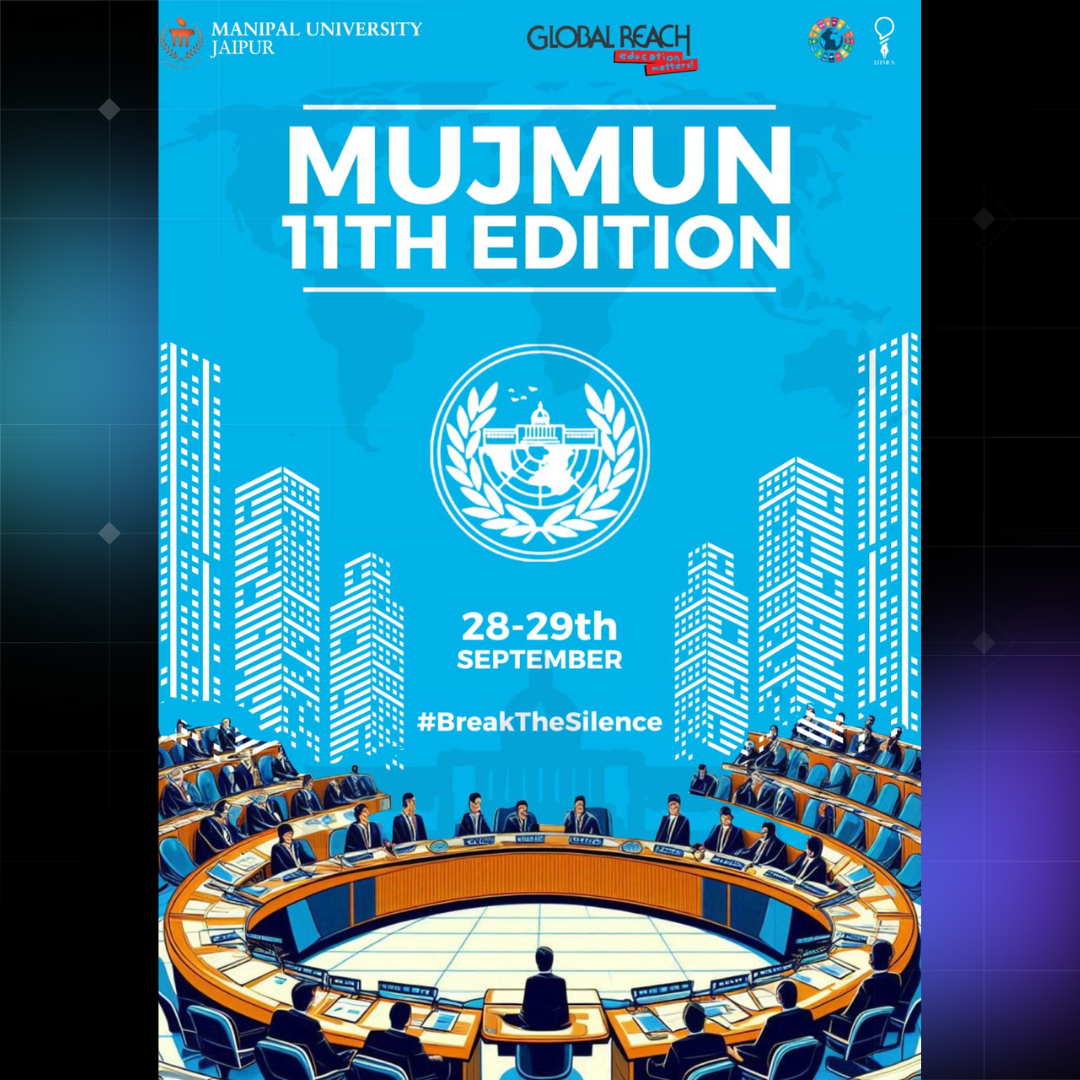 MANIPAL UNIVERSITY
JAIPUR
GLOBAL REACH
education
matters!
MUJMUN
11TH EDITION
28-29th
SEPTEMBER
#BreakTheSilence